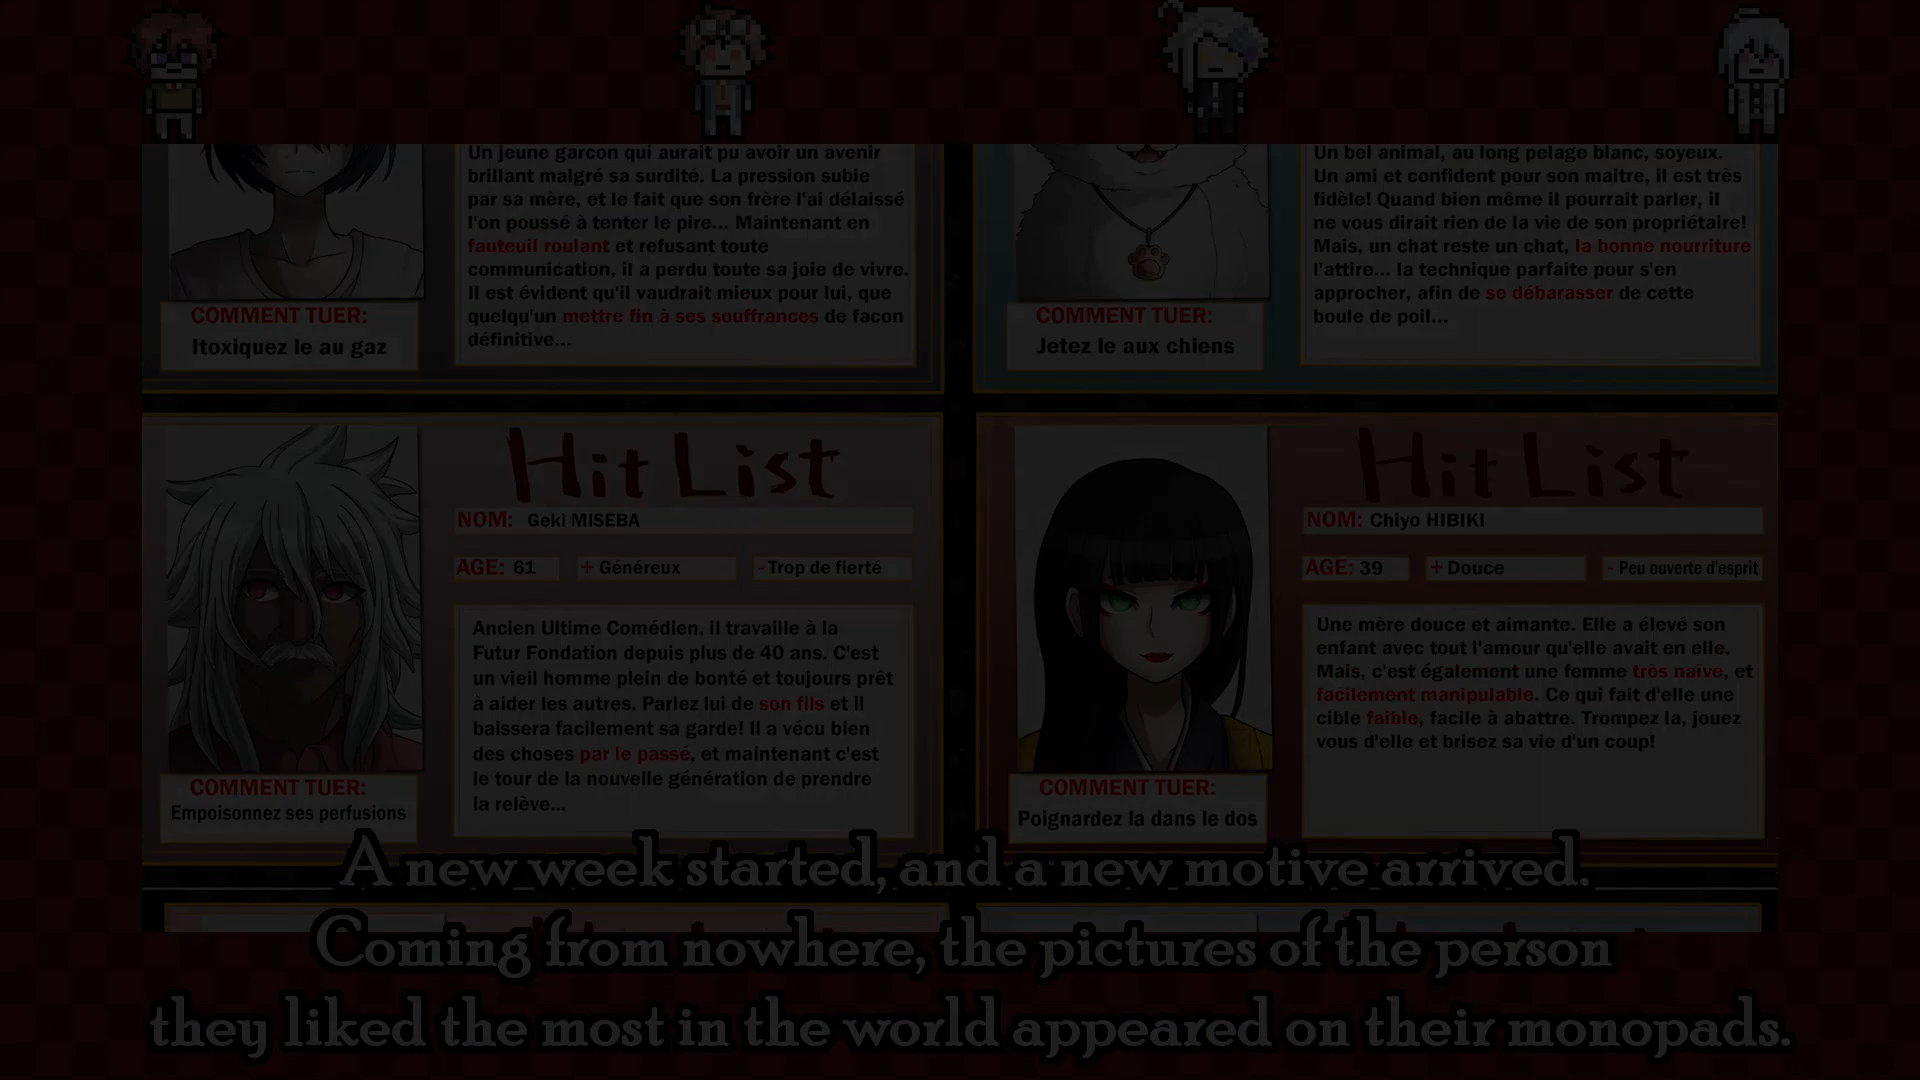 Un jeune garcon qui aurait pu avoir un avenir
brillant malgré sa surdité. La pression subie
par sa mère, et le fait que son frère l'ai délaissé
l'on poussé à tenter le pire... Maintenant en
fauteuil roulant et refusant toute
communication, il a perdu toute sa joie de vivre.
Il est évident qu'il vaudrait mieux pour lui, que
quelqu'un mettre fin à ses souffrances de facon
définitive...
COMMENT TUER:
Itoxiquez le au gaz
Un bel animal, au long pelage blanc, soyeux.
Un ami et confident pour son maitre, il est très
fidèle! Quand bien même il pourrait parler, il
ne vous dirait rien de la vie de son propriétaire!
Mais, un chat reste un chat, la bonne nourriture
l'attire... la technique parfaite pour s'en
approcher, afin de se débarasser de cette
boule de poil...
COMMENT TUER:
Jetez le aux chiens
Hit List
NOM: Geki MISEBA
AGE: 61 + Généreux - Trop de fierté
Ancien Ultime Comédien, il travaille à la
Futur Fondation depuis plus de 40 ans. C'est
un vieil homme plein de bonté et toujours prêt
à aider les autres. Parlez lui de son fils et il
baissera facilement sa garde! Il a vécu bien
des choses par le passé, et maintenant c'est
le tour de la nouvelle génération de prendre
la relève...
COMMENT TUER:
Empoisonnez ses perfusions
Hit List
NOM: Chiyo HIBIKI
AGE: 39 + Douce - Peu ouverte d'esprit
Une mère douce et aimante. Elle a élevé son
enfant avec tout l'amour qu'elle avait en elle.
Mais, c'est également une femme très naïve, et
facilement manipulable. Ce qui fait d'elle une
cible faible, facile à abattre. Trompez la, jouez
vous d'elle et brisez sa vie d'un coup!
COMMENT TUER:
Poignardez la dans le dos
A new week started, and a new motive arrived.
Coming from nowhere, the pictures of the person
they liked the most in the world appeared on their monopads.